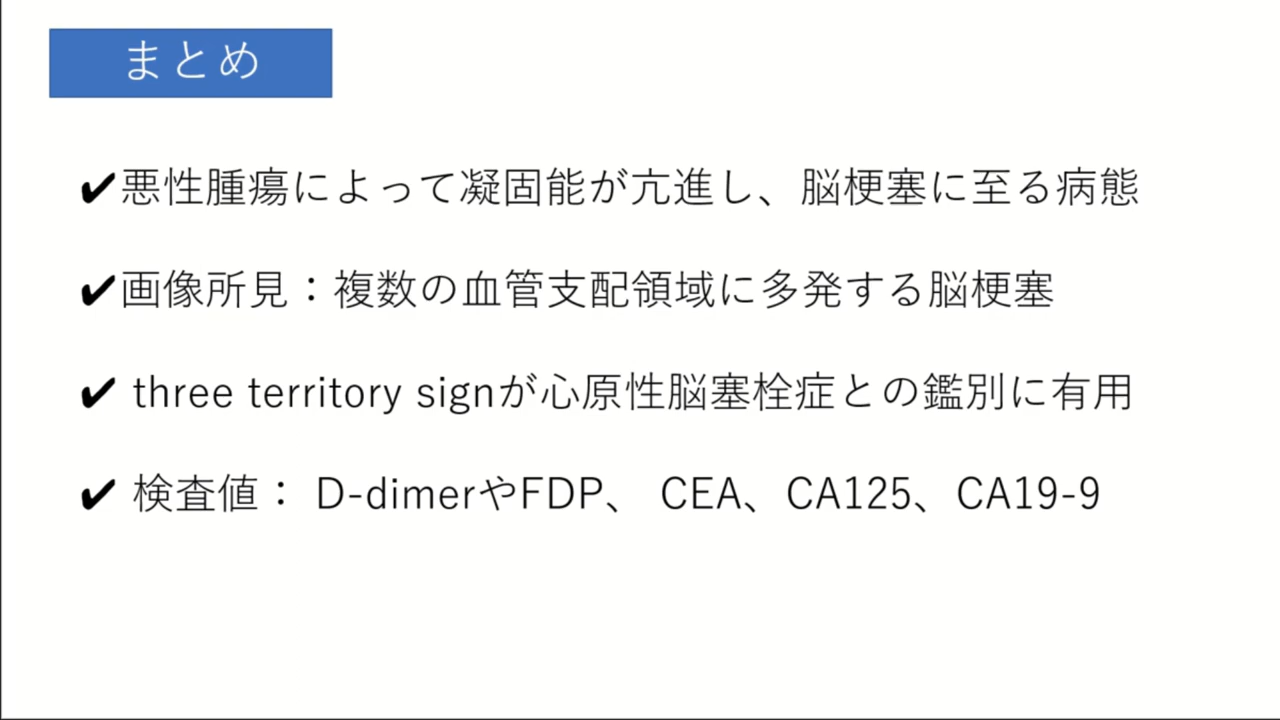 まとめ
✔悪性腫瘍によって凝固能が亢進し、脳梗塞に至る病態
✔画像所見：複数の血管支配領域に多発する脳梗塞
✔ three territory signが心原性脳塞栓症との鑑別に有用
✔ 検査値： D-dimerやFDP、 CEA、CA125、CA19-9